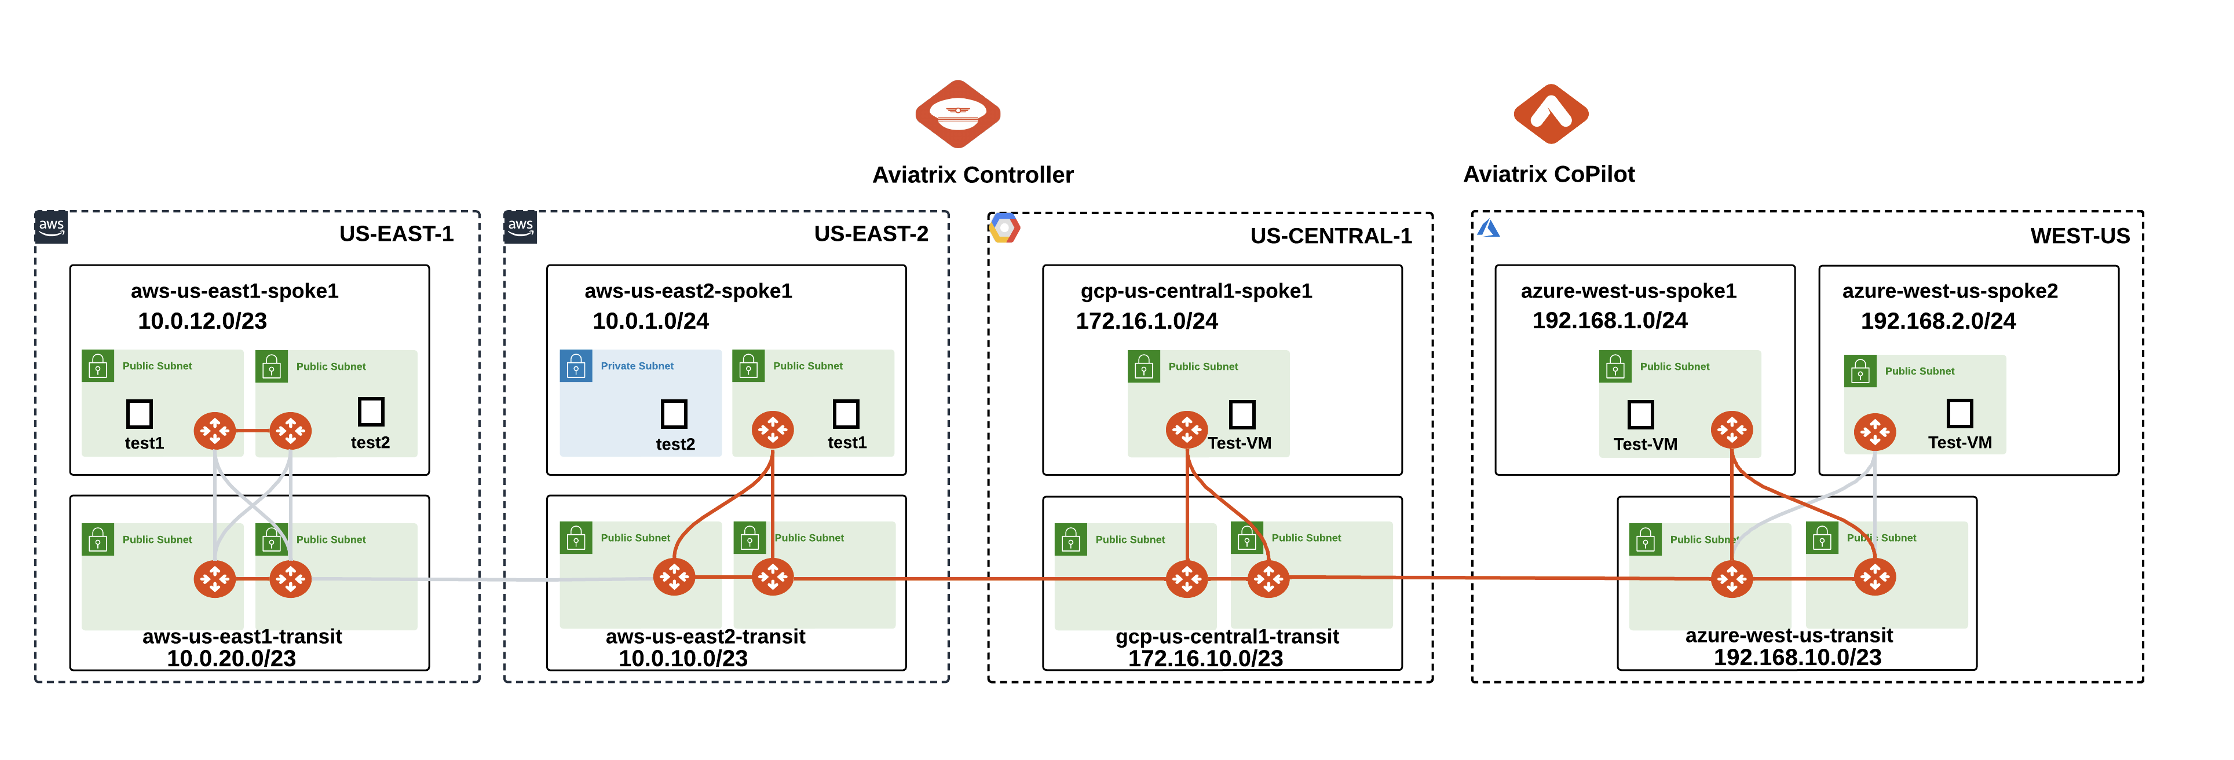 Aviatrix Controller
Aviatrix CoPilot
aws
US-EAST-1
aws-us-east1-spoke1
10.0.12.0/23
Public Subnet
test1
Public Subnet
test2
Public Subnet
Public Subnet
aws-us-east1-transit
10.0.20.0/23
aws
US-EAST-2
aws-us-east2-spoke1
10.0.1.0/24
Private Subnet
test2
Public Subnet
test1
Public Subnet
Public Subnet
aws-us-east2-transit
10.0.10.0/23
US-CENTRAL-1
gcp-us-central1-spoke1
172.16.1.0/24
Public Subnet
Test-VM
Public Subnet
Public Subnet
gcp-us-central1-transit
172.16.10.0/23
WEST-US
azure-west-us-spoke1
192.168.1.0/24
Public Subnet
Test-VM
azure-west-us-spoke2
192.168.2.0/24
Public Subnet
Test-VM
Public Subnet
Public Subnet
azure-west-us-transit
192.168.10.0/23